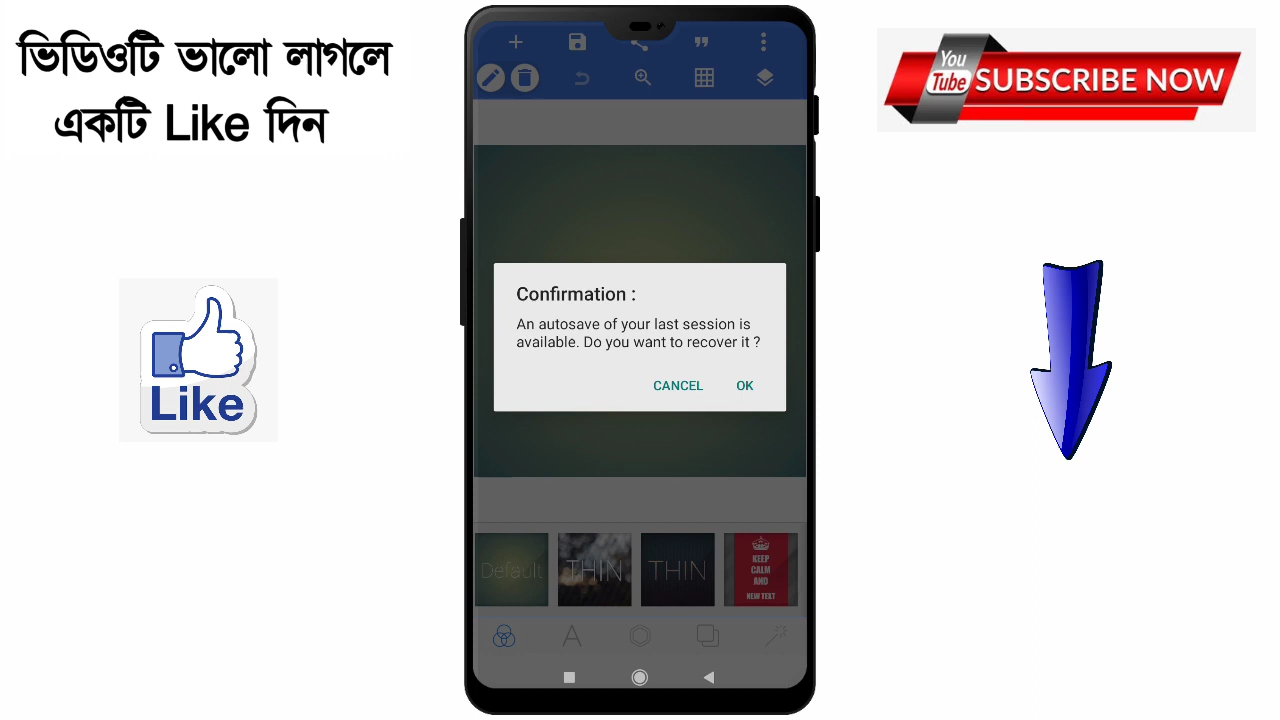 ভিডিওটি ভালো লাগলে
একটি Like দিন
You
Tube
SUBSCRIBE NOW
Like
Confirmation :
An autosave of your last session is
available. Do you want to recover it ?
CANCEL OK
Default
THIN
THIN
KEEP
CALM
AND
NEW TEXT